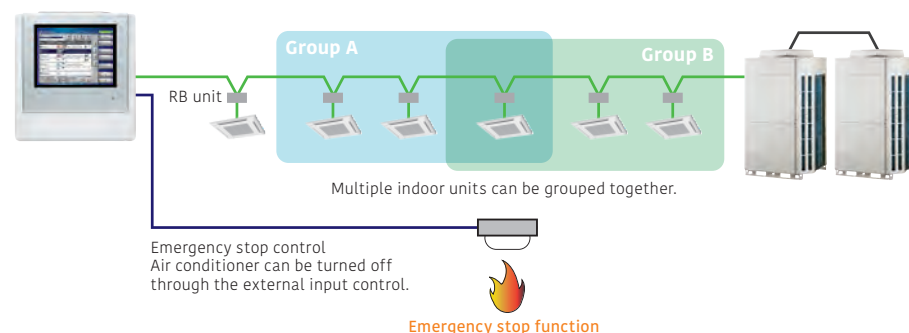 Group A
Group B
RB unit
Multiple indoor units can be grouped together.
Emergency stop control
Air conditioner can be turned off
through the external input control.
Emergency stop function